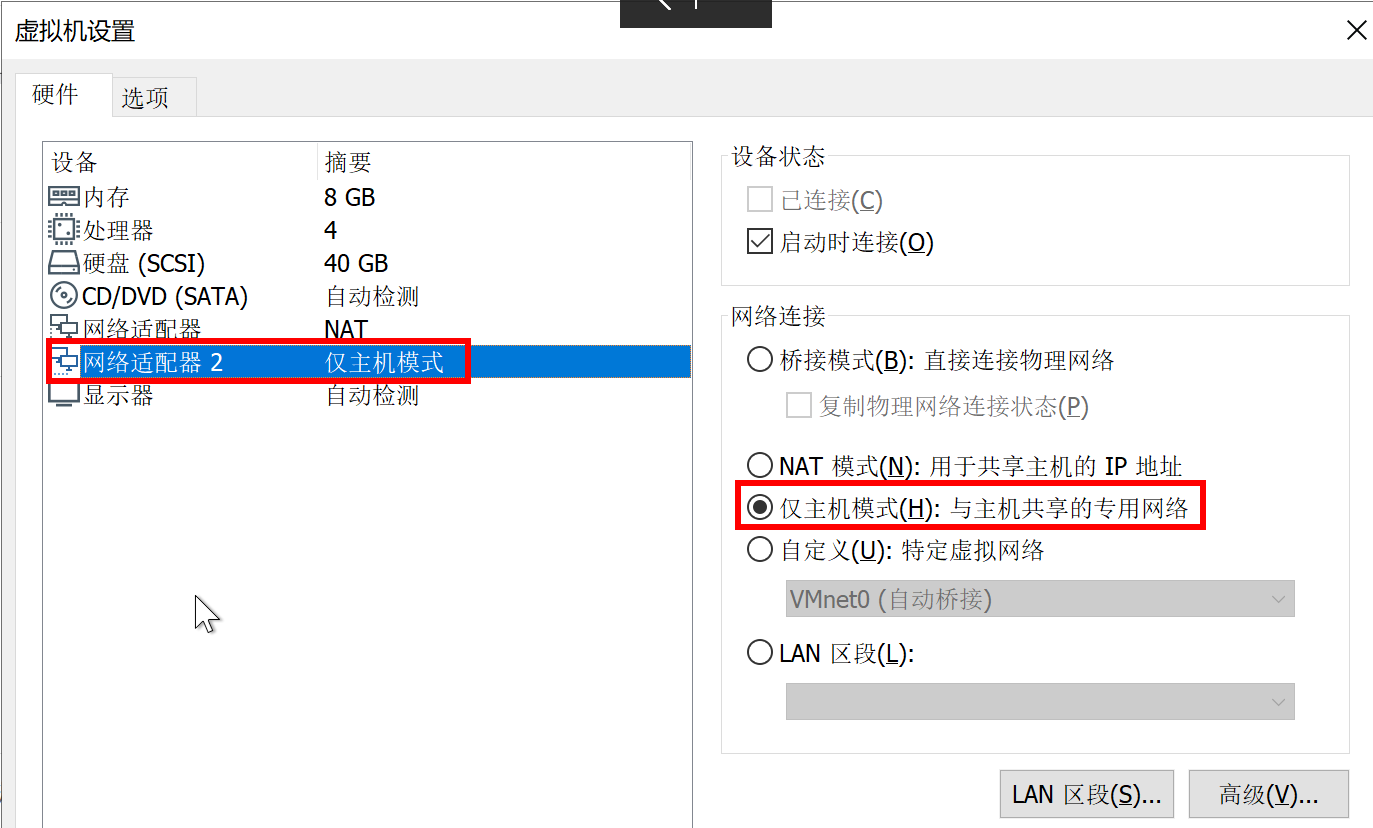 虚拟机设置
硬件
选项
设备 摘要
内存 8 GB
处理器 4
硬盘 (SCSI) 40 GB
CD/DVD (SATA) 自动检测
网络适配器 NAT
网络适配器 2 仅主机模式
显示器 自动检测
设备状态
已连接(C)
启动时连接(O)
网络连接
桥接模式(B): 直接连接物理网络
复制物理网络连接状态(P)
NAT 模式(N): 用于共享主机的 IP 地址
仅主机模式(H): 与主机共享的专用网络
自定义(U): 特定虚拟网络
VMnet0 (自动桥接)
LAN 区段(L):
LAN 区段(S)...
高级(V)...